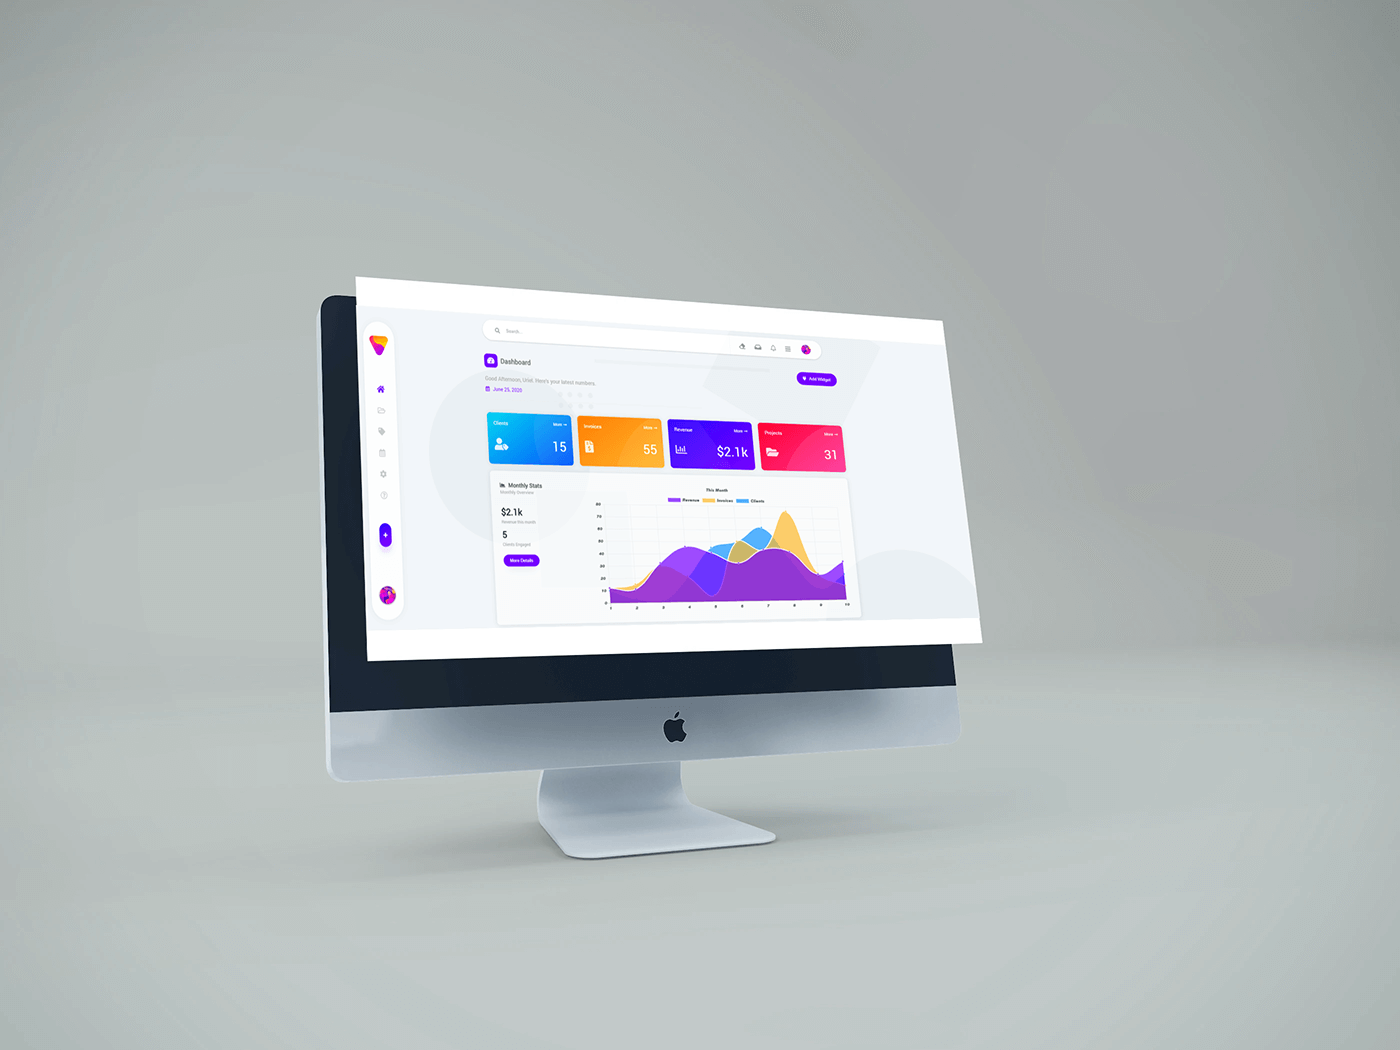 Search...
Dashboard
Good Afternoon, Uriel. Here's your latest numbers.
June 25, 2020
Add Widget
Clients
More
15
Invoices
More
55
Revenue
More
$2.1k
Projects
More
31
Monthly Stats
Monthly Overview
$2.1k
Revenue this month
5
Clients Engaged
More Details
This Month
Revenue Invoices Clients
80
70
60
50
40
30
20
10
0
1 2 3 4 5 6 7 8 9 10